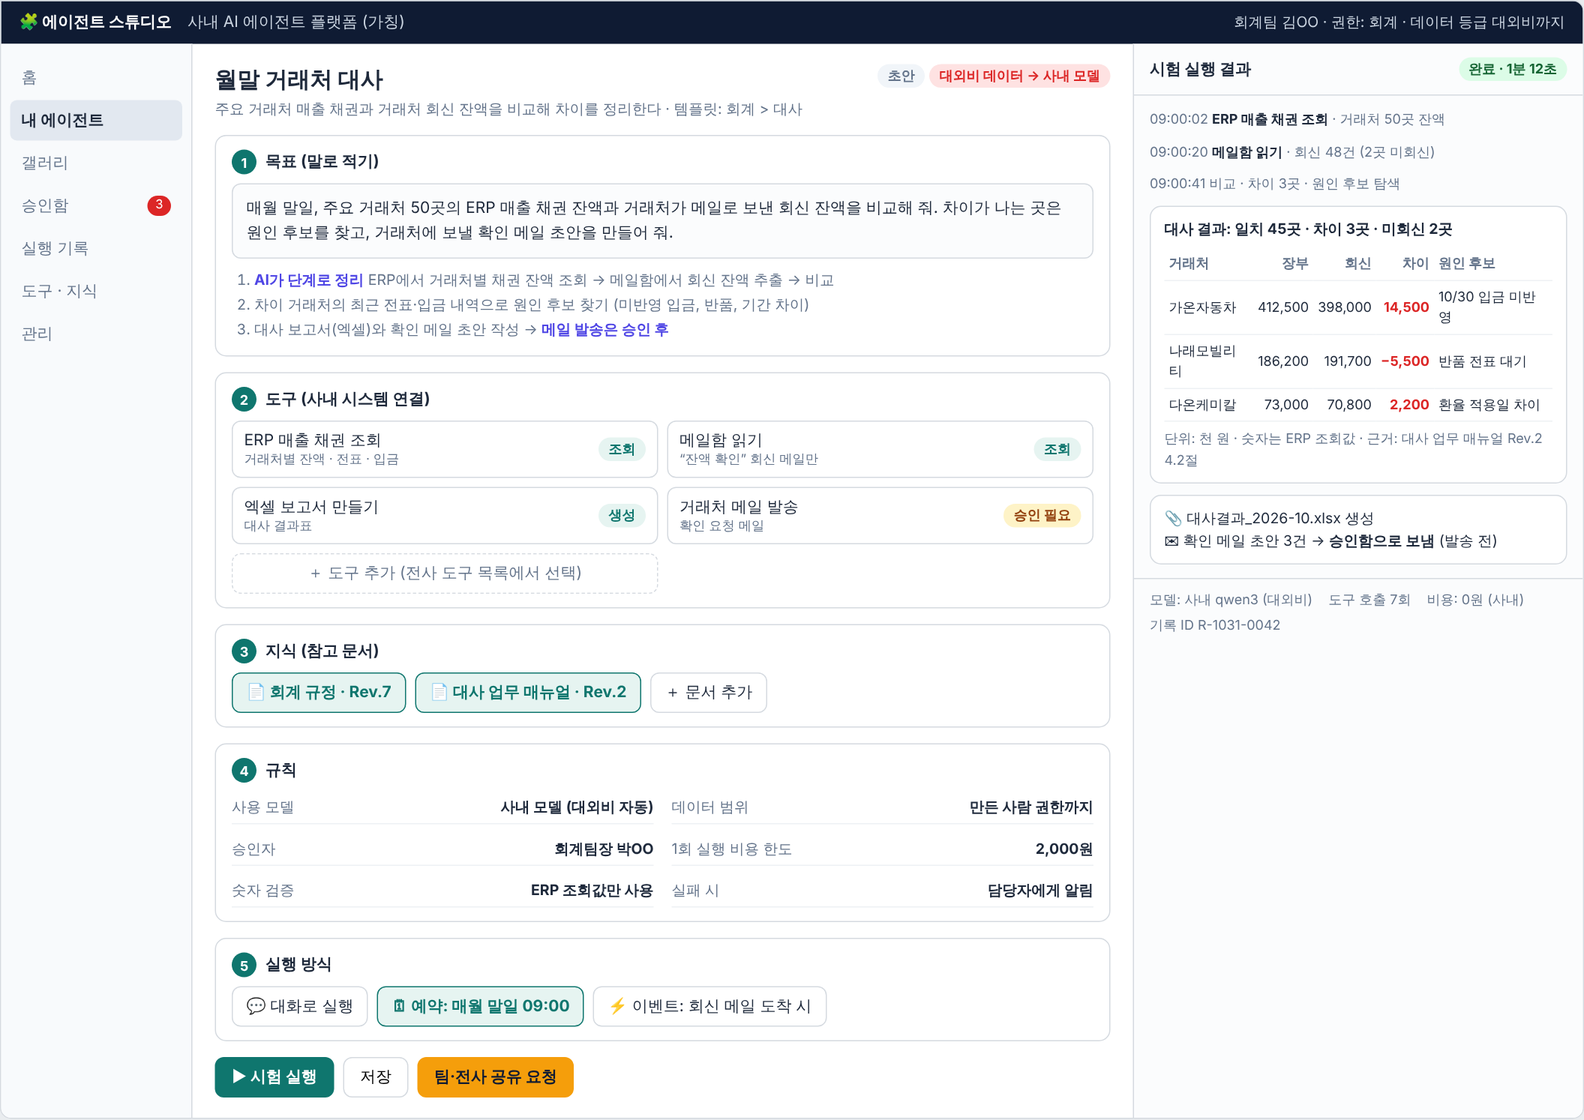 🧩 에이전트 스튜디오 사내 AI 에이전트 플랫폼 (가칭)
회계팀 김OO · 권한: 회계 · 데이터 등급 대외비까지
홈
내 에이전트
갤러리
승인함 3
실행 기록
도구 · 지식
관리
월말 거래처 대사
초안 대외비 데이터 → 사내 모델
주요 거래처 매출 채권과 거래처 회신 잔액을 비교해 차이를 정리한다 · 템플릿: 회계 > 대사
1 목표 (말로 적기)
매월 말일, 주요 거래처 50곳의 ERP 매출 채권 잔액과 거래처가 메일로 보낸 회신 잔액을 비교해 줘. 차이가 나는 곳은
원인 후보를 찾고, 거래처에 보낼 확인 메일 초안을 만들어 줘.
1. AI가 단계로 정리 ERP에서 거래처별 채권 잔액 조회 → 메일함에서 회신 잔액 추출 → 비교
2. 차이 거래처의 최근 전표·입금 내역으로 원인 후보 찾기 (미반영 입금, 반품, 기간 차이)
3. 대사 보고서(엑셀)와 확인 메일 초안 작성 → 메일 발송은 승인 후
2 도구 (사내 시스템 연결)
ERP 매출 채권 조회
거래처별 잔액 · 전표 · 입금
조회
메일함 읽기
“잔액 확인” 회신 메일만
조회
엑셀 보고서 만들기
대사 결과표
생성
거래처 메일 발송
확인 요청 메일
승인 필요
+ 도구 추가 (전사 도구 목록에서 선택)
3 지식 (참고 문서)
📄 회계 규정 · Rev.7
📄 대사 업무 매뉴얼 · Rev.2
+ 문서 추가
4 규칙
사용 모델 사내 모델 (대외비 자동)
데이터 범위 만든 사람 권한까지
승인자 회계팀장 박OO
1회 실행 비용 한도 2,000원
숫자 검증 ERP 조회값만 사용
실패 시 담당자에게 알림
5 실행 방식
💬 대화로 실행
🗓 예약: 매월 말일 09:00
⚡ 이벤트: 회신 메일 도착 시
▶ 시험 실행
저장
팀·전사 공유 요청
시험 실행 결과
완료 · 1분 12초
09:00:02 ERP 매출 채권 조회 · 거래처 50곳 잔액
09:00:20 메일함 읽기 · 회신 48건 (2곳 미회신)
09:00:41 비교 · 차이 3곳 · 원인 후보 탐색
대사 결과: 일치 45곳 · 차이 3곳 · 미회신 2곳
거래처 장부 회신 차이 원인 후보
가온자동차 412,500 398,000 14,500 10/30 입금 미반
영
나래모빌리
티 186,200 191,700 −5,500 반품 전표 대기
다온케미칼 73,000 70,800 2,200 환율 적용일 차이
단위: 천 원 · 숫자는 ERP 조회값 · 근거: 대사 업무 매뉴얼 Rev.2
4.2절
📎 대사결과_2026-10.xlsx 생성
✉ 확인 메일 초안 3건 → 승인함으로 보냄 (발송 전)
모델: 사내 qwen3 (대외비) 도구 호출 7회 비용: 0원 (사내)
기록 ID R-1031-0042